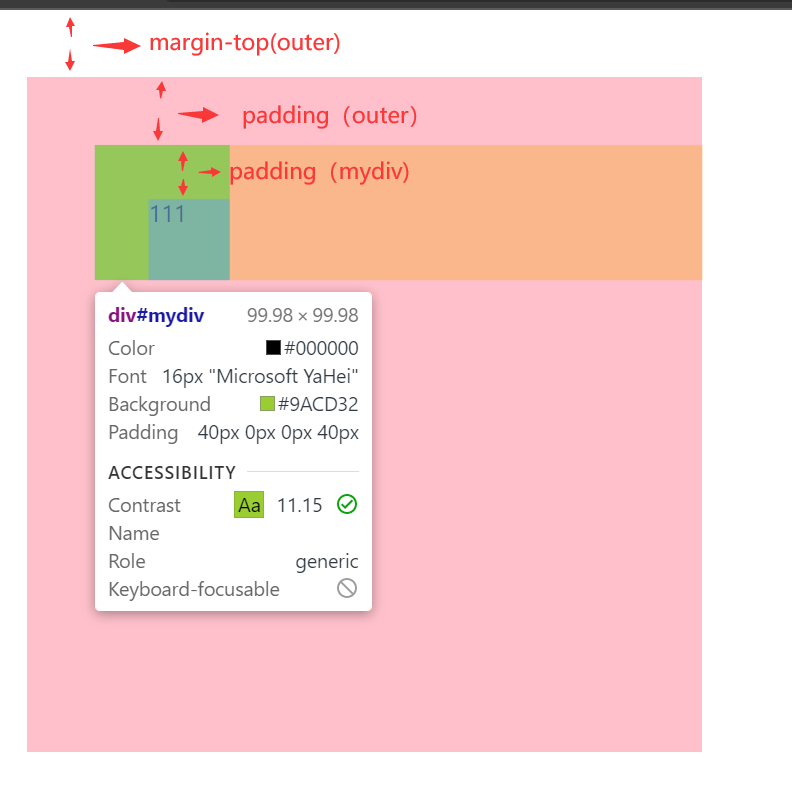 margin-top(outer)
padding（outer）
padding（mydiv）
111
div#mydiv 99.98 × 99.98
Color #000000
Font 16px "Microsoft YaHei"
Background #9ACD32
Padding 40px 0px 0px 40px
ACCESSIBILITY
Contrast Aa 11.15
Name
Role generic
Keyboard-focusable